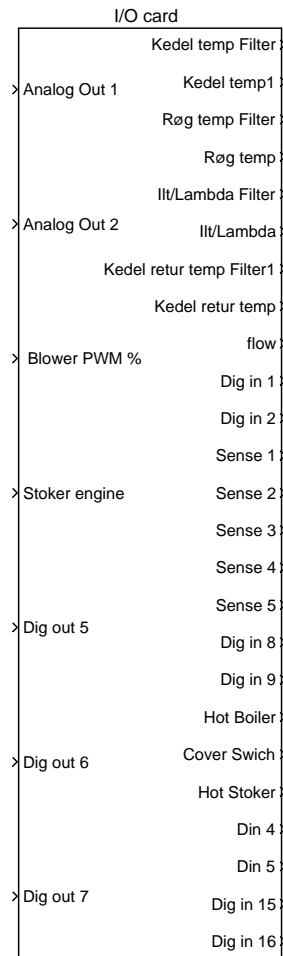 I/O card
Analog Out 1
Analog Out 2
Blower PWM %
Stoker engine
Dig out 5
Dig out 6
Dig out 7
Kedel temp Filter
Kedel temp1
Røg temp Filter
Røg temp
Ilt/Lambda Filter
Ilt/Lambda
Kedel retur temp Filter1
Kedel retur temp
flow
Dig in 1
Dig in 2
Sense 1
Sense 2
Sense 3
Sense 4
Sense 5
Dig in 8
Dig in 9
Hot Boiler
Cover Swich
Hot Stoker
Din 4
Din 5
Dig in 15
Dig in 16